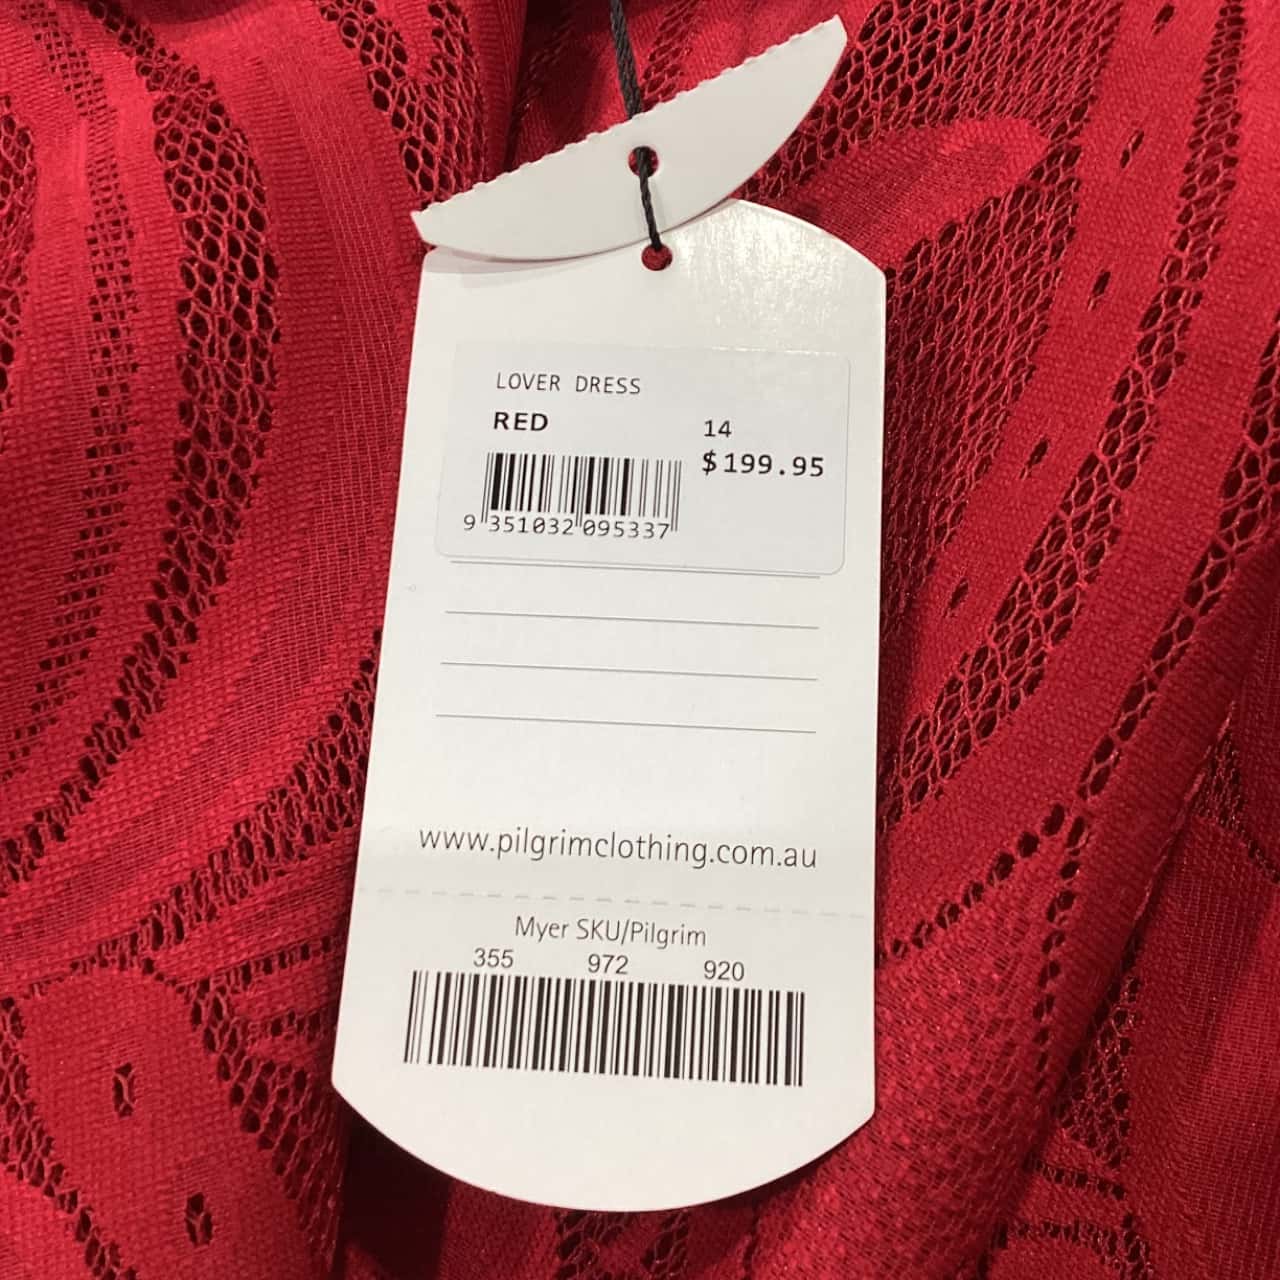 LOVER DRESS
RED
14
$199.95
9 351032 095337
www.pilgrimclothing.com.au
Myer SKU/Pilgrim
355 972 920